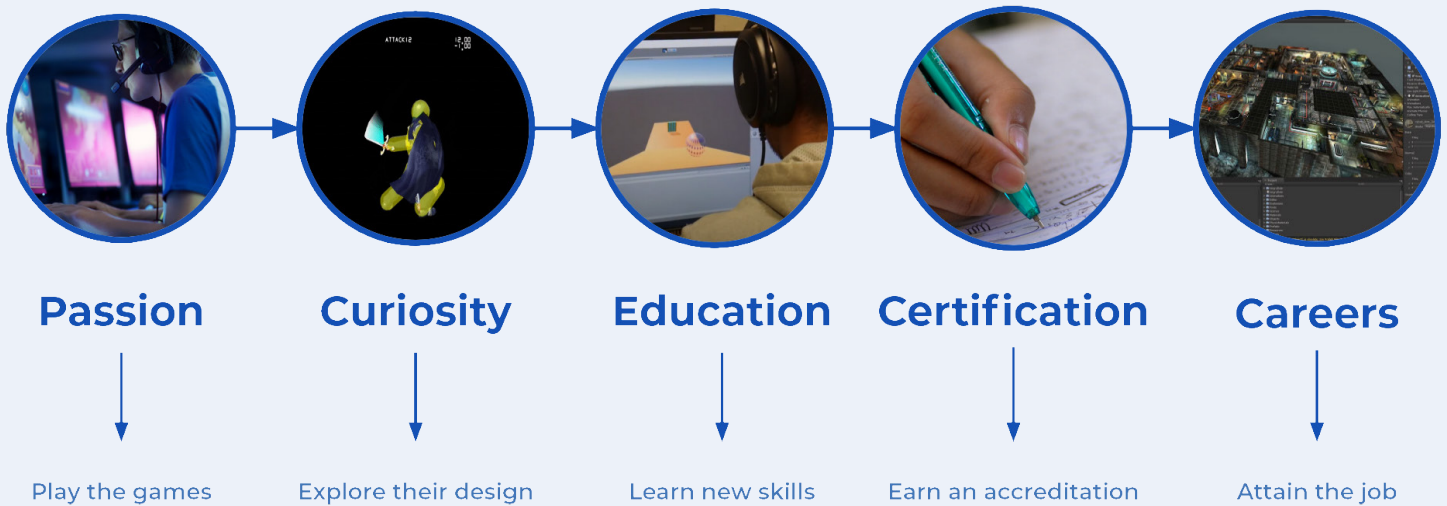 ATTACK12
Passion
Curiosity
Education
Certification
Careers
Play the games
Explore their design
Learn new skills
Earn an accreditation
Attain the job